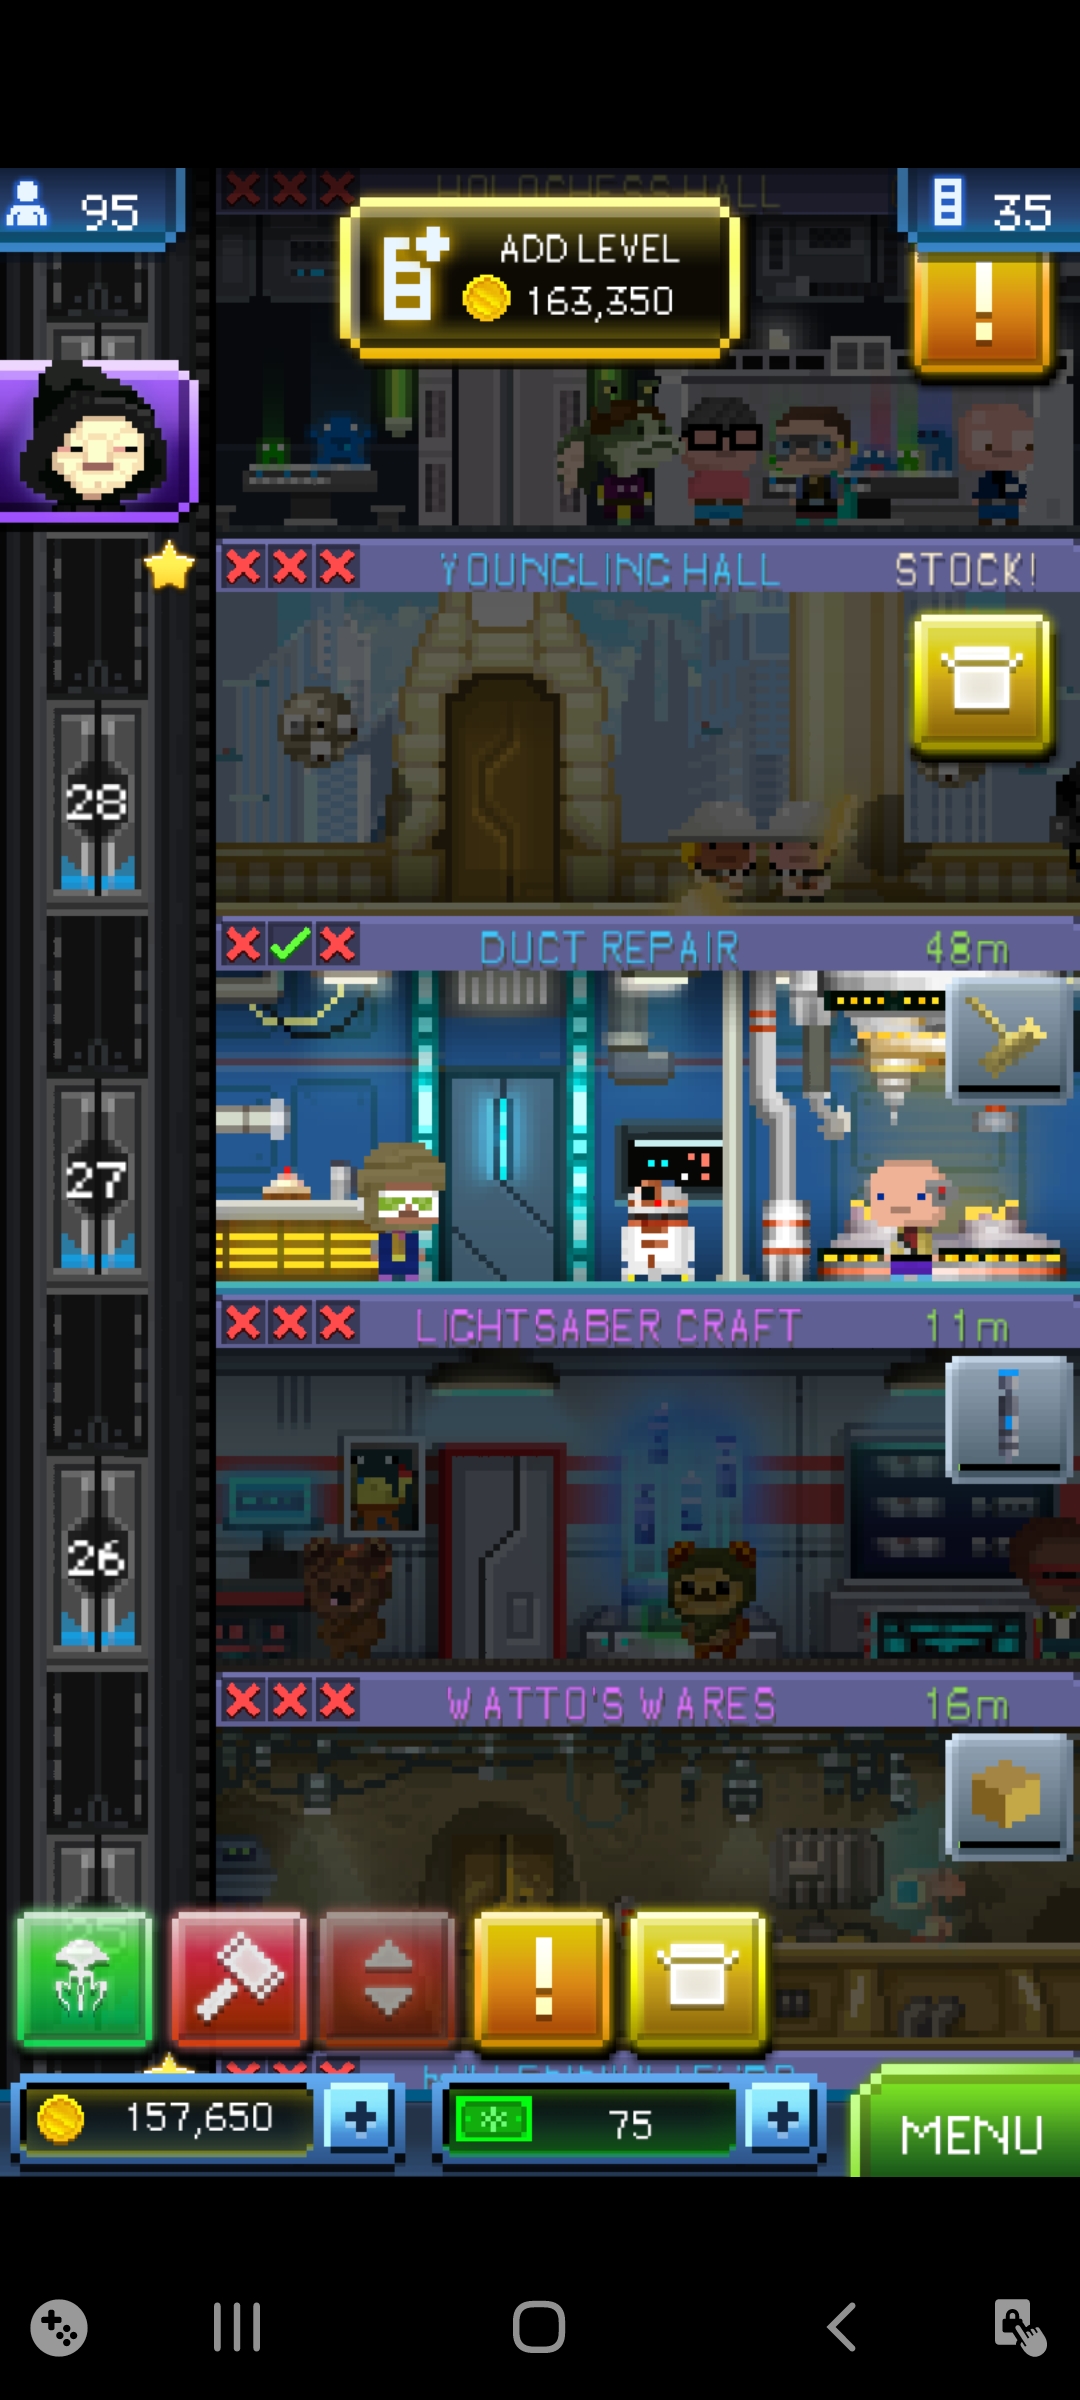 95
HOLOCHESS HALL
35
ADD LEVEL
163,350
YOUNGLING HALL
STOCK!
28
DUCT REPAIR
48m
27
LIGHTSABER CRAFT
11m
26
WATTO'S WARES
16m
25
157,650
75
MENU